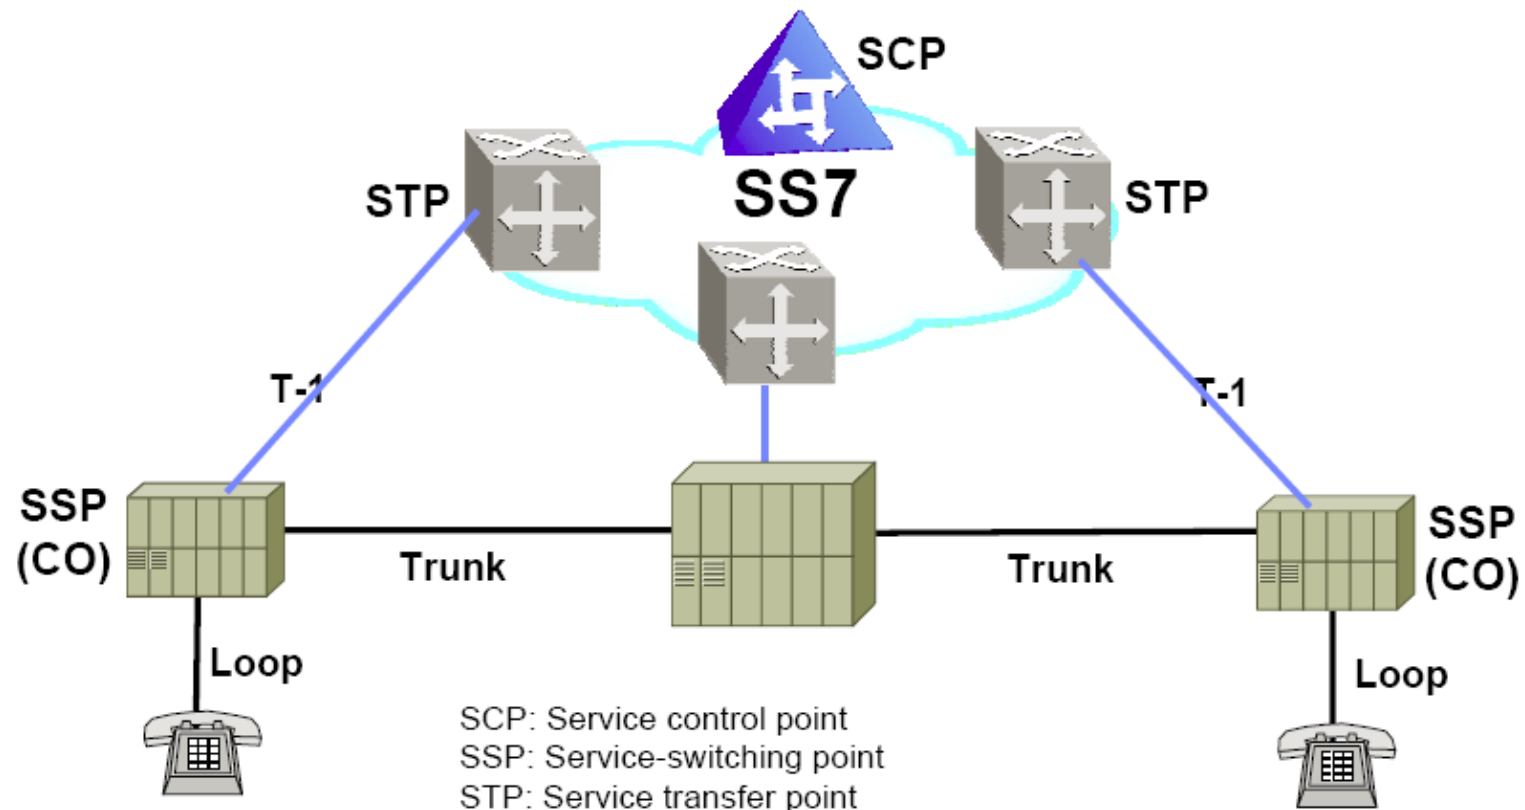 SCP
STP
SS7
STP
T-1
T-1
SSP
(CO)
SSP
(CO)
Trunk
Trunk
Loop
Loop
SCP: Service control point
SSP: Service-switching point
STP: Service transfer point